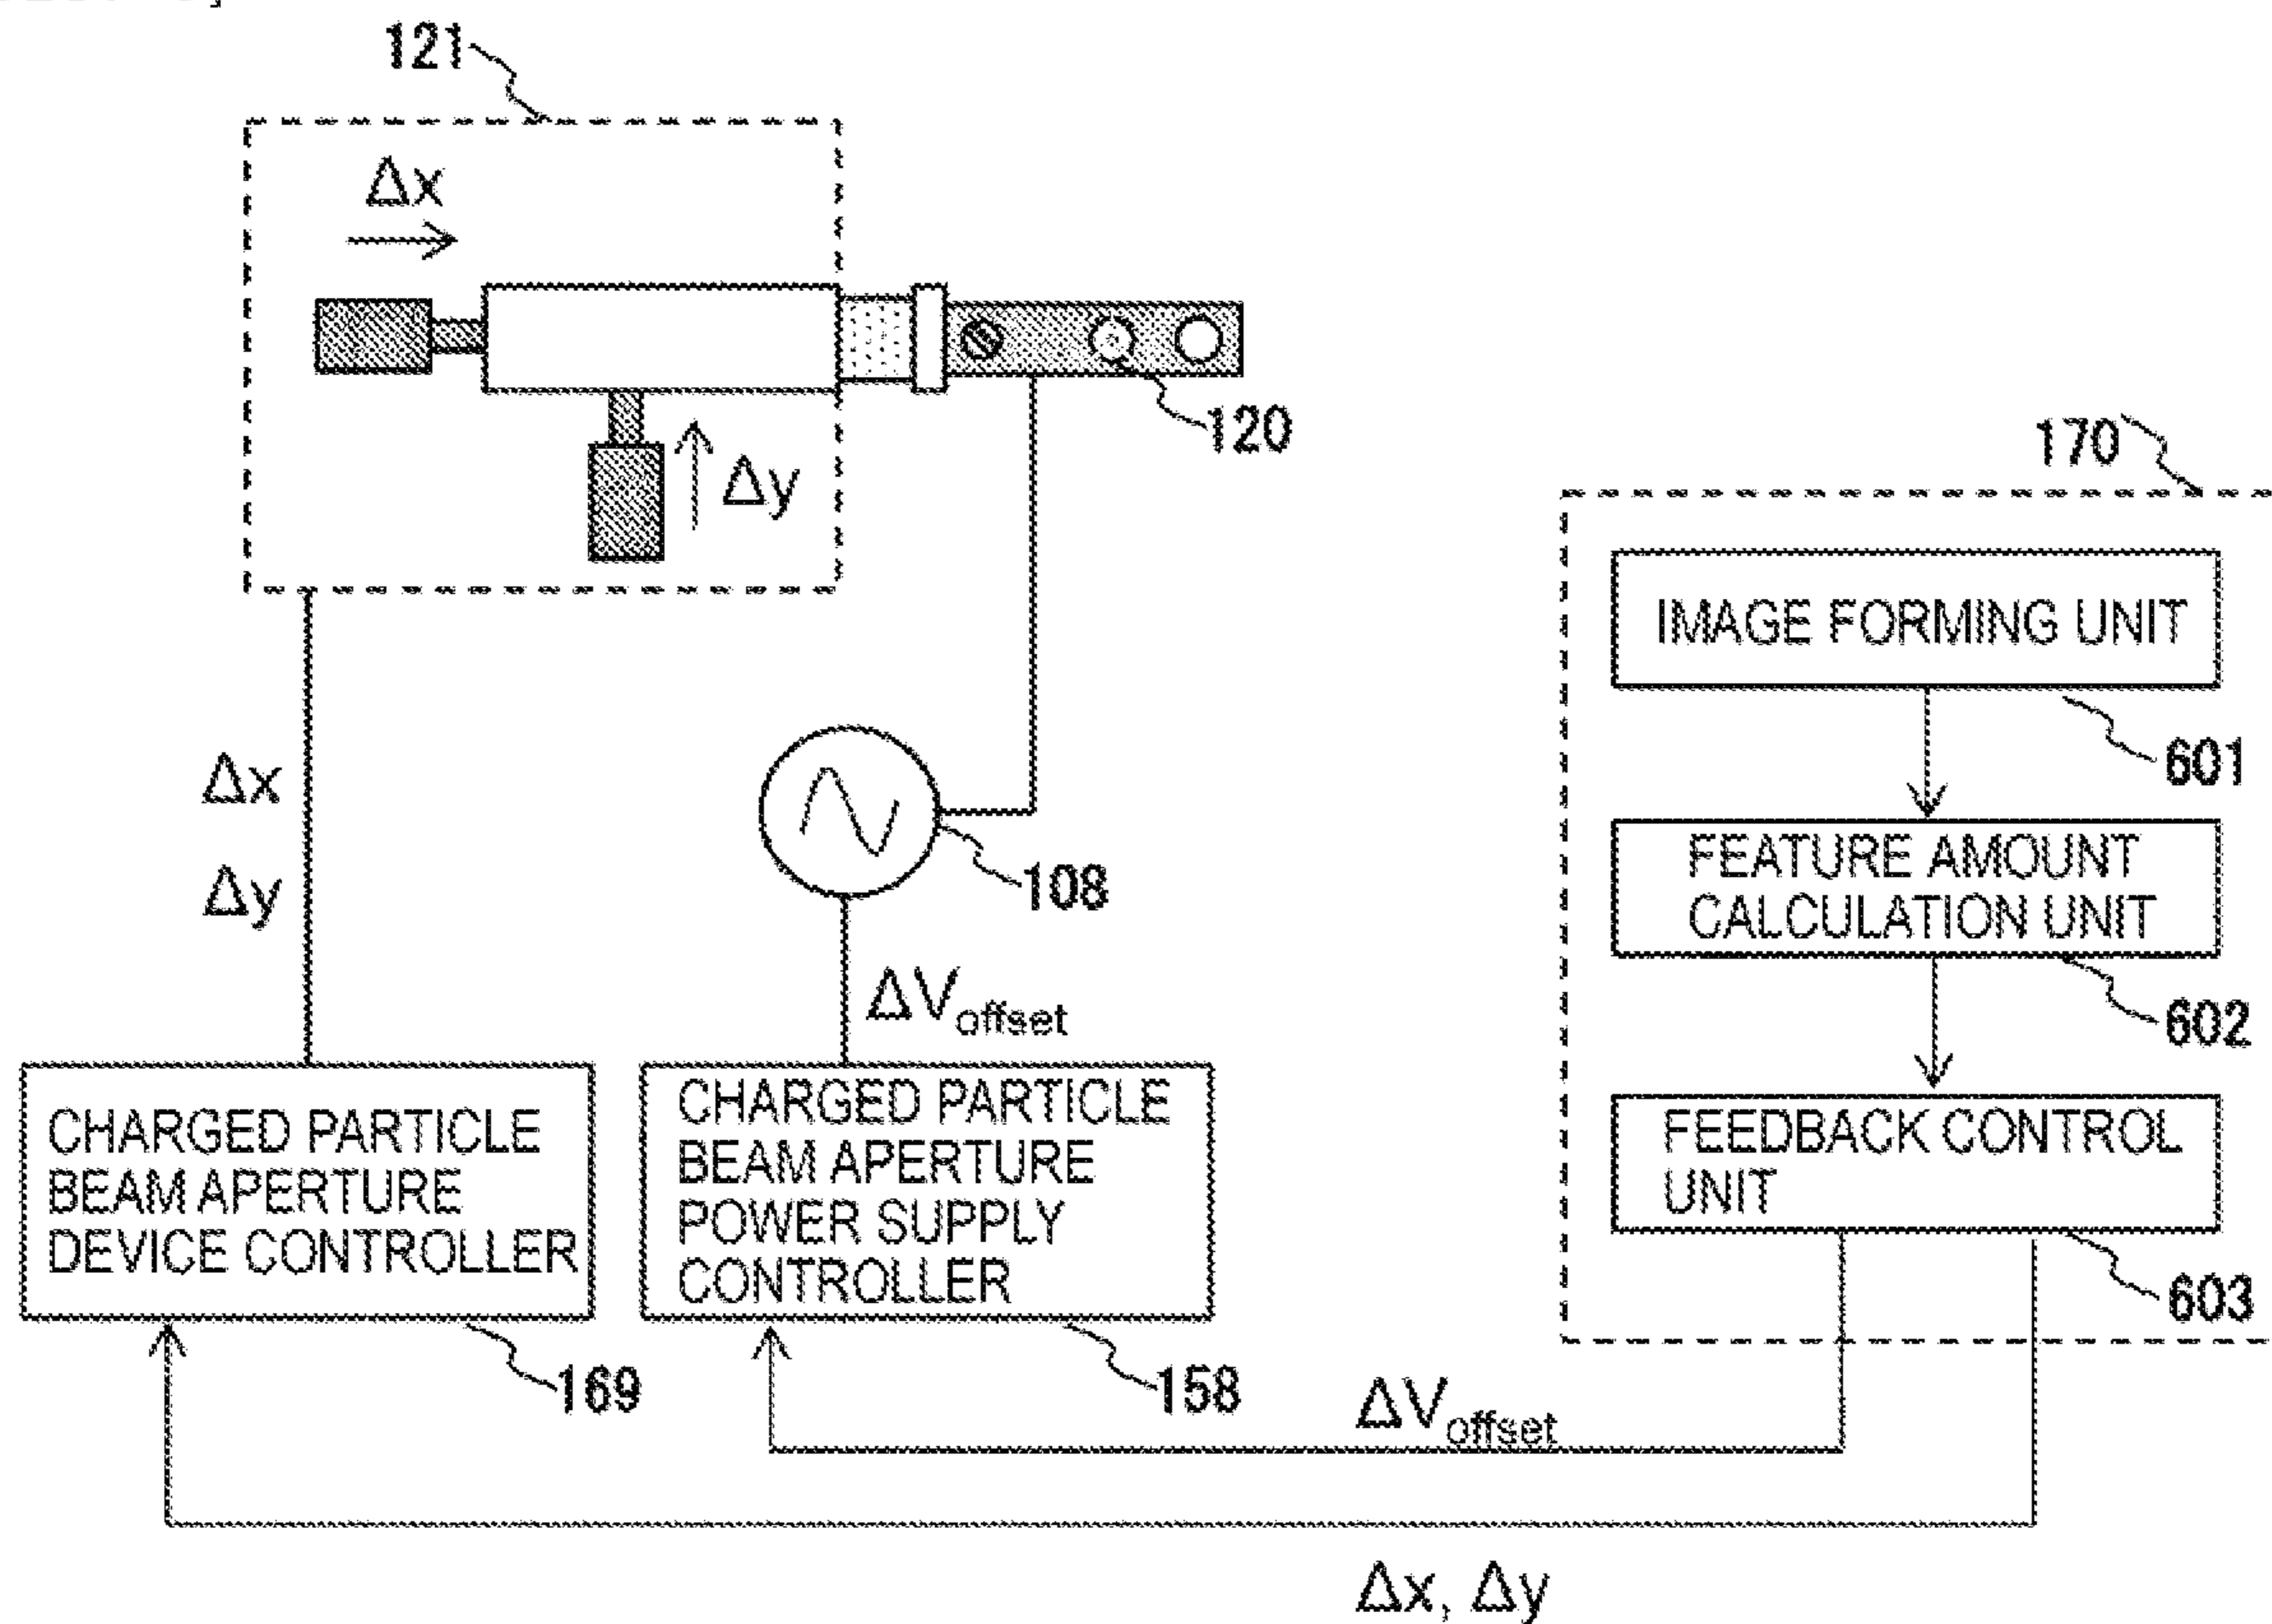 121
Δx
Δy
120
170
IMAGE FORMING UNIT
601
FEATURE AMOUNT
CALCULATION UNIT
602
FEEDBACK CONTROL
UNIT
603
Δx
Δy
108
ΔVoffset
CHARGED PARTICLE
BEAM APERTURE
DEVICE CONTROLLER
169
CHARGED PARTICLE
BEAM APERTURE
POWER SUPPLY
CONTROLLER
158
ΔVoffset
Δx, Δy